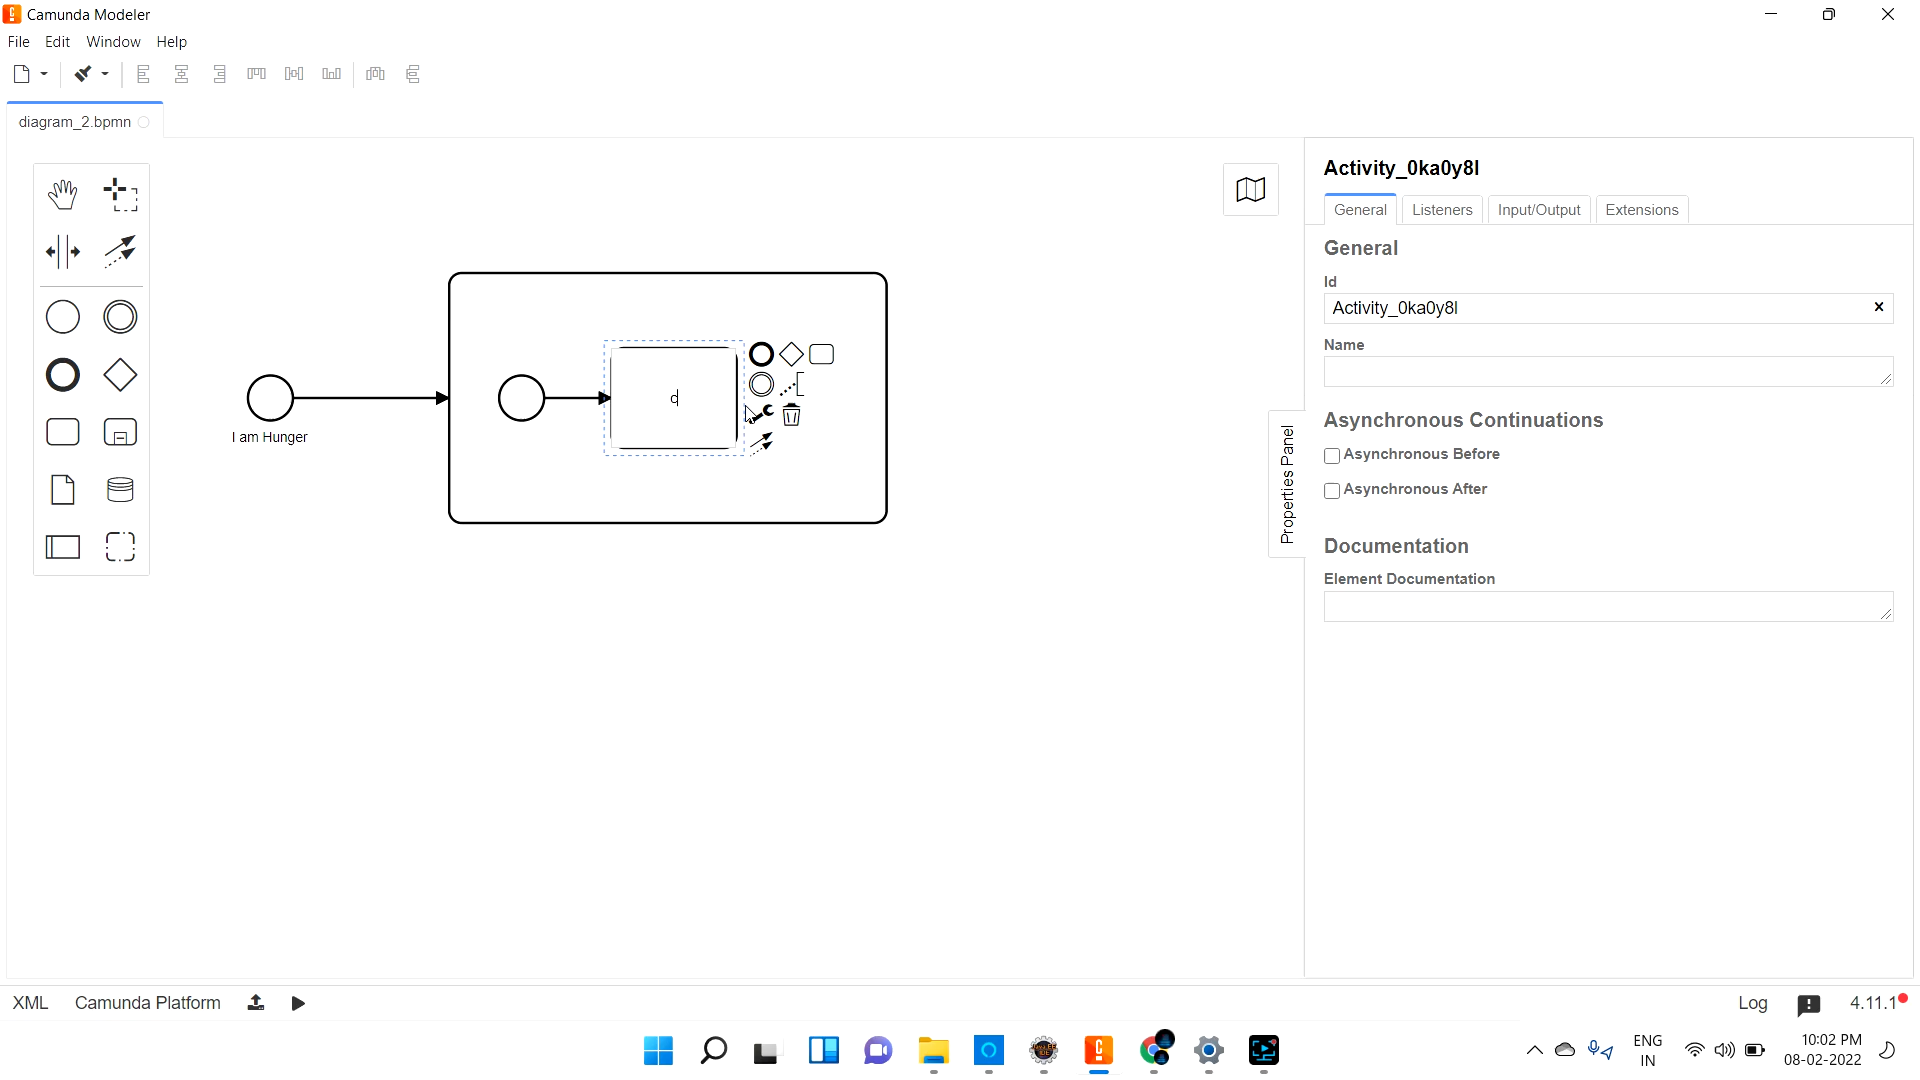 Camunda Modeler
File Edit Window Help
diagram_2.bpmn
I am Hunger
c
Properties Panel
Activity_0ka0y8l
General Listeners Input/Output Extensions
General
Id
Activity_0ka0y8l
Name
Asynchronous Continuations
Asynchronous Before
Asynchronous After
Documentation
Element Documentation
XML Camunda Platform Log 4.11.1
ENG
IN
10:02 PM
08-02-2022